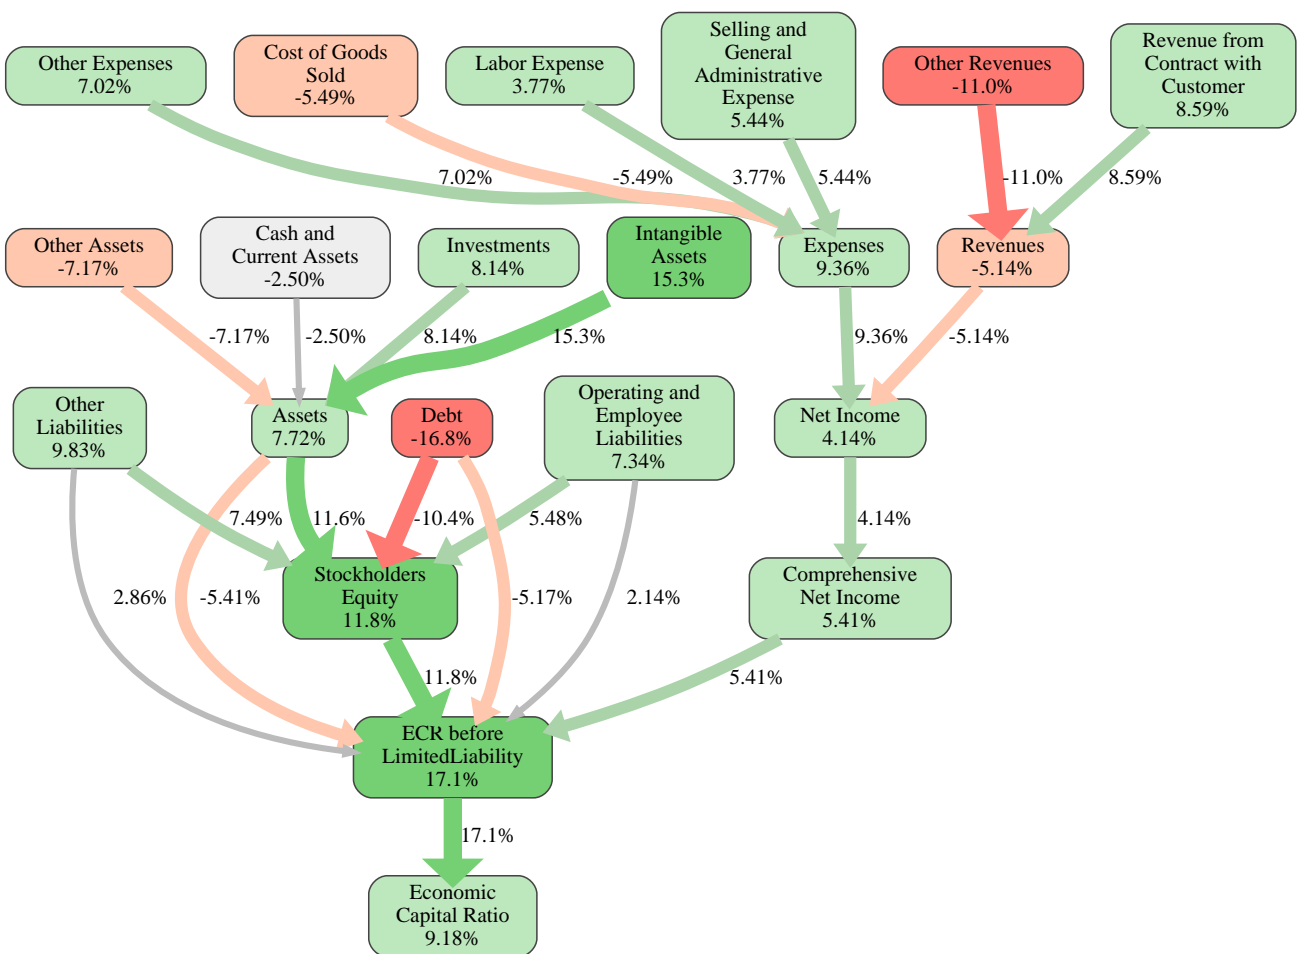 Other Expenses
7.02%
Cost of Goods
Sold
-5.49%
Labor Expense
3.77%
Selling and
General
Administrative
Expense
5.44%
Other Revenues
-11.0%
Revenue from
Contract with
Customer
8.59%
7.02%
-5.49%
3.77%
5.44%
-11.0%
8.59%
Other Assets
-7.17%
Cash and
Current Assets
-2.50%
Investments
8.14%
Intangible
Assets
15.3%
Expenses
9.36%
Revenues
-5.14%
-7.17%
-2.50%
8.14%
15.3%
9.36%
-5.14%
Other
Liabilities
9.83%
Assets
7.72%
Debt
-16.8%
Operating and
Employee
Liabilities
7.34%
Net Income
4.14%
7.49%
11.6%
-10.4%
5.48%
4.14%
2.86%
-5.41%
Stockholders
Equity
11.8%
-5.17%
2.14%
Comprehensive
Net Income
5.41%
11.8%
5.41%
ECR before
LimitedLiability
17.1%
17.1%
Economic
Capital Ratio
9.18%